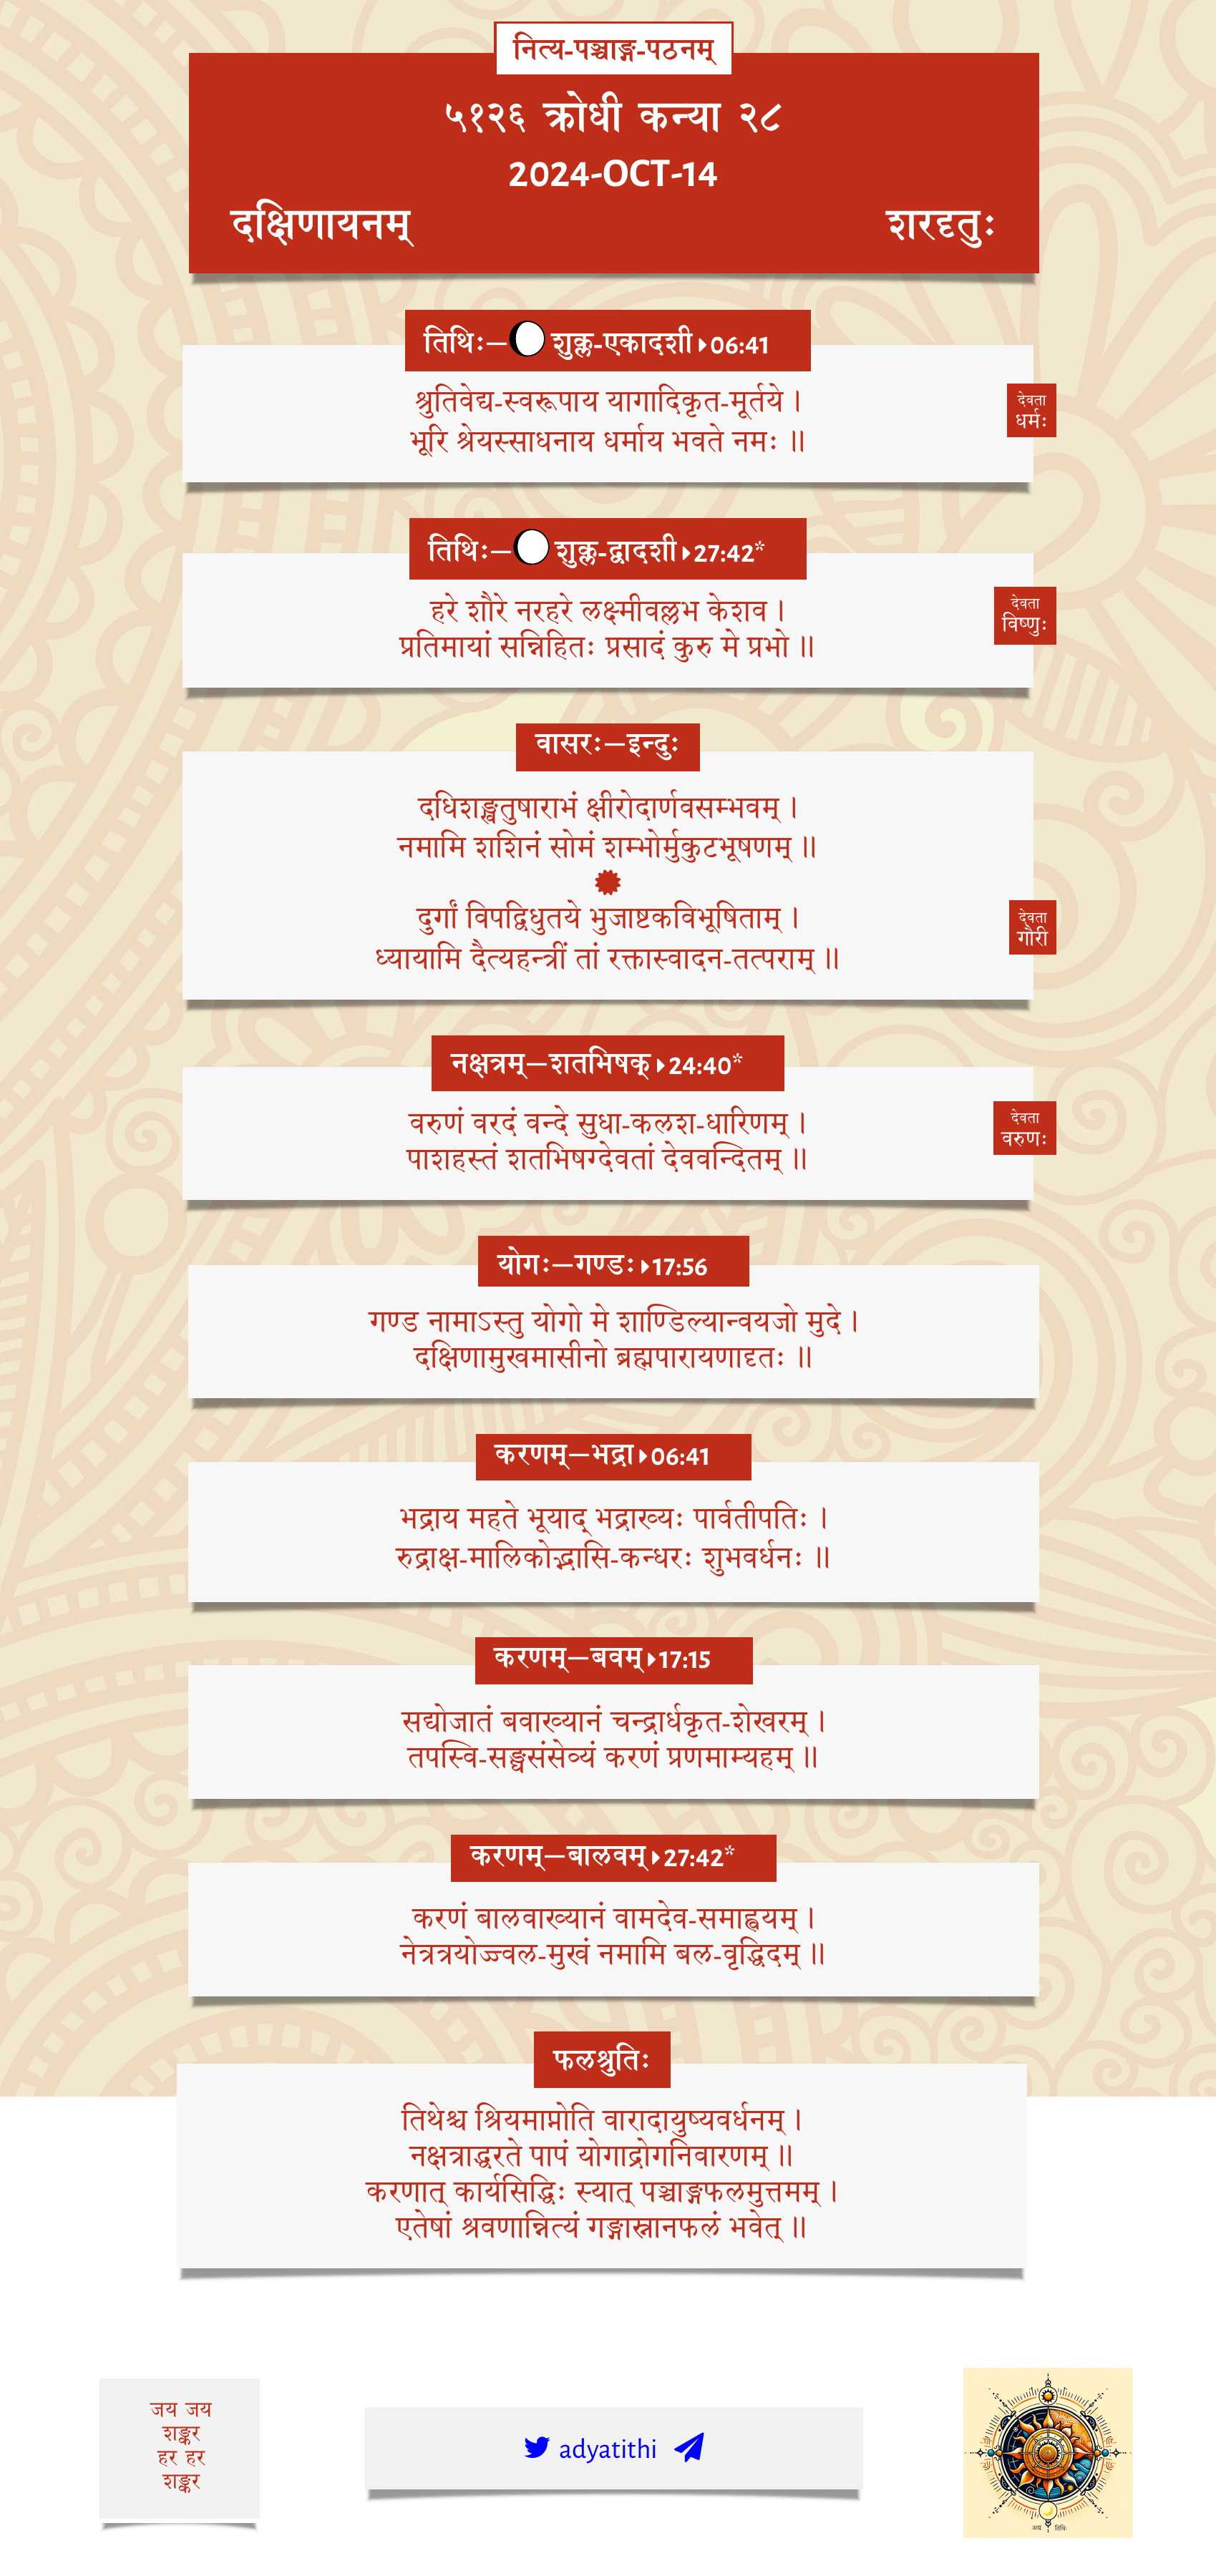 नित्य-पञ्चाङ्ग-पठनम्
५१२६ क्रोधी कन्या २८
2024-OCT-14
दक्षिणायनम् शरदृतुः
तिथिः—शुक्ल-एकादशी 06:41
श्रुतिवेद्य-स्वरूपाय यागादिकृत-मूर्तये ।
भूरि श्रेयस्साधनाय धर्माय भवते नमः ॥
देवता
धर्मः
तिथिः—शुक्ल-द्वादशी 27:42*
हरे शौरे नरहरे लक्ष्मीवल्लभ केशव ।
प्रतिमायां सन्निहितः प्रसादं कुरु मे प्रभो ॥
देवता
विष्णुः
वासरः—इन्दुः
दधिशङ्खतुषाराभं क्षीरोदार्णवसम्भवम् ।
नमामि शशिनं सोमं शम्भोर्मुकुटभूषणम् ॥
दुर्गां विपद्विधुतये भुजाष्टकविभूषिताम् ।
ध्यायामि दैत्यहन्त्रीं तां रक्तास्वादन-तत्पराम् ॥
देवता
गौरी
नक्षत्रम्—शतभिषक् 24:40*
वरुणं वरदं वन्दे सुधा-कलश-धारिणम् ।
पाशहस्तं शतभिषग्देवतां देववन्दितम् ॥
देवता
वरुणः
योगः—गण्डः 17:56
गण्ड नामाऽस्तु योगो मे शाण्डिल्यान्वयजो मुदे ।
दक्षिणामुखमासीनो ब्रह्मपारायणादृतः ॥
करणम्—भद्रा 06:41
भद्राय महते भूयाद् भद्राख्यः पार्वतीपतिः ।
रुद्राक्ष-मालिकोद्भासि-कन्धरः शुभवर्धनः ॥
करणम्—बवम् 17:15
सद्योजातं बवाख्यानं चन्द्रार्धकृत-शेखरम् ।
तपस्वि-सङ्घसंसेव्यं करणं प्रणमाम्यहम् ॥
करणम्—बालवम् 27:42*
करणं बालवाख्यानं वामदेव-समाह्वयम् ।
नेत्रत्रयोज्ज्वल-मुखं नमामि बल-वृद्धिदम् ॥
फलश्रुतिः
तिथेश्च श्रियमाप्नोति वारादायुष्यवर्धनम् ।
नक्षत्राद्धरते पापं योगाद्रोगनिवारणम् ॥
करणात् कार्यसिद्धिः स्यात् पञ्चाङ्गफलमुत्तमम् ।
एतेषां श्रवणान्नित्यं गङ्गास्नानफलं भवेत् ॥
जय जय
शङ्कर
हर हर
शङ्कर
adyatithi
अद्य तिथिः